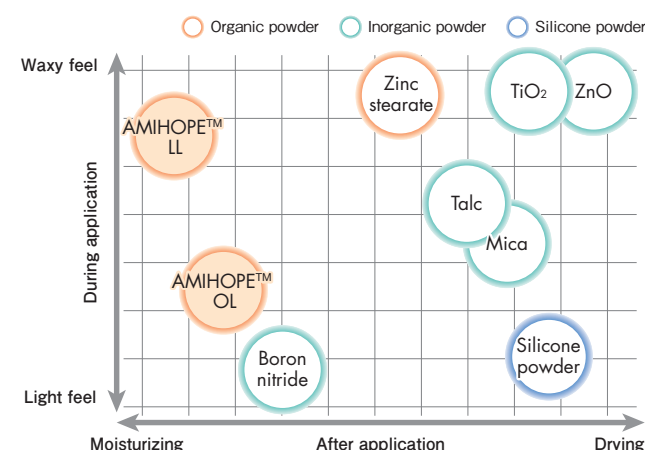 Organic powder
Inorganic powder
Silicone powder
Waxy feel
During application
Light feel
AMIHOPE™
LL
Zinc
stearate
TiO₂
ZnO
Talc
Mica
AMIHOPE™
OL
Boron
nitride
Silicone
powder
Moisturizing
After application
Drying